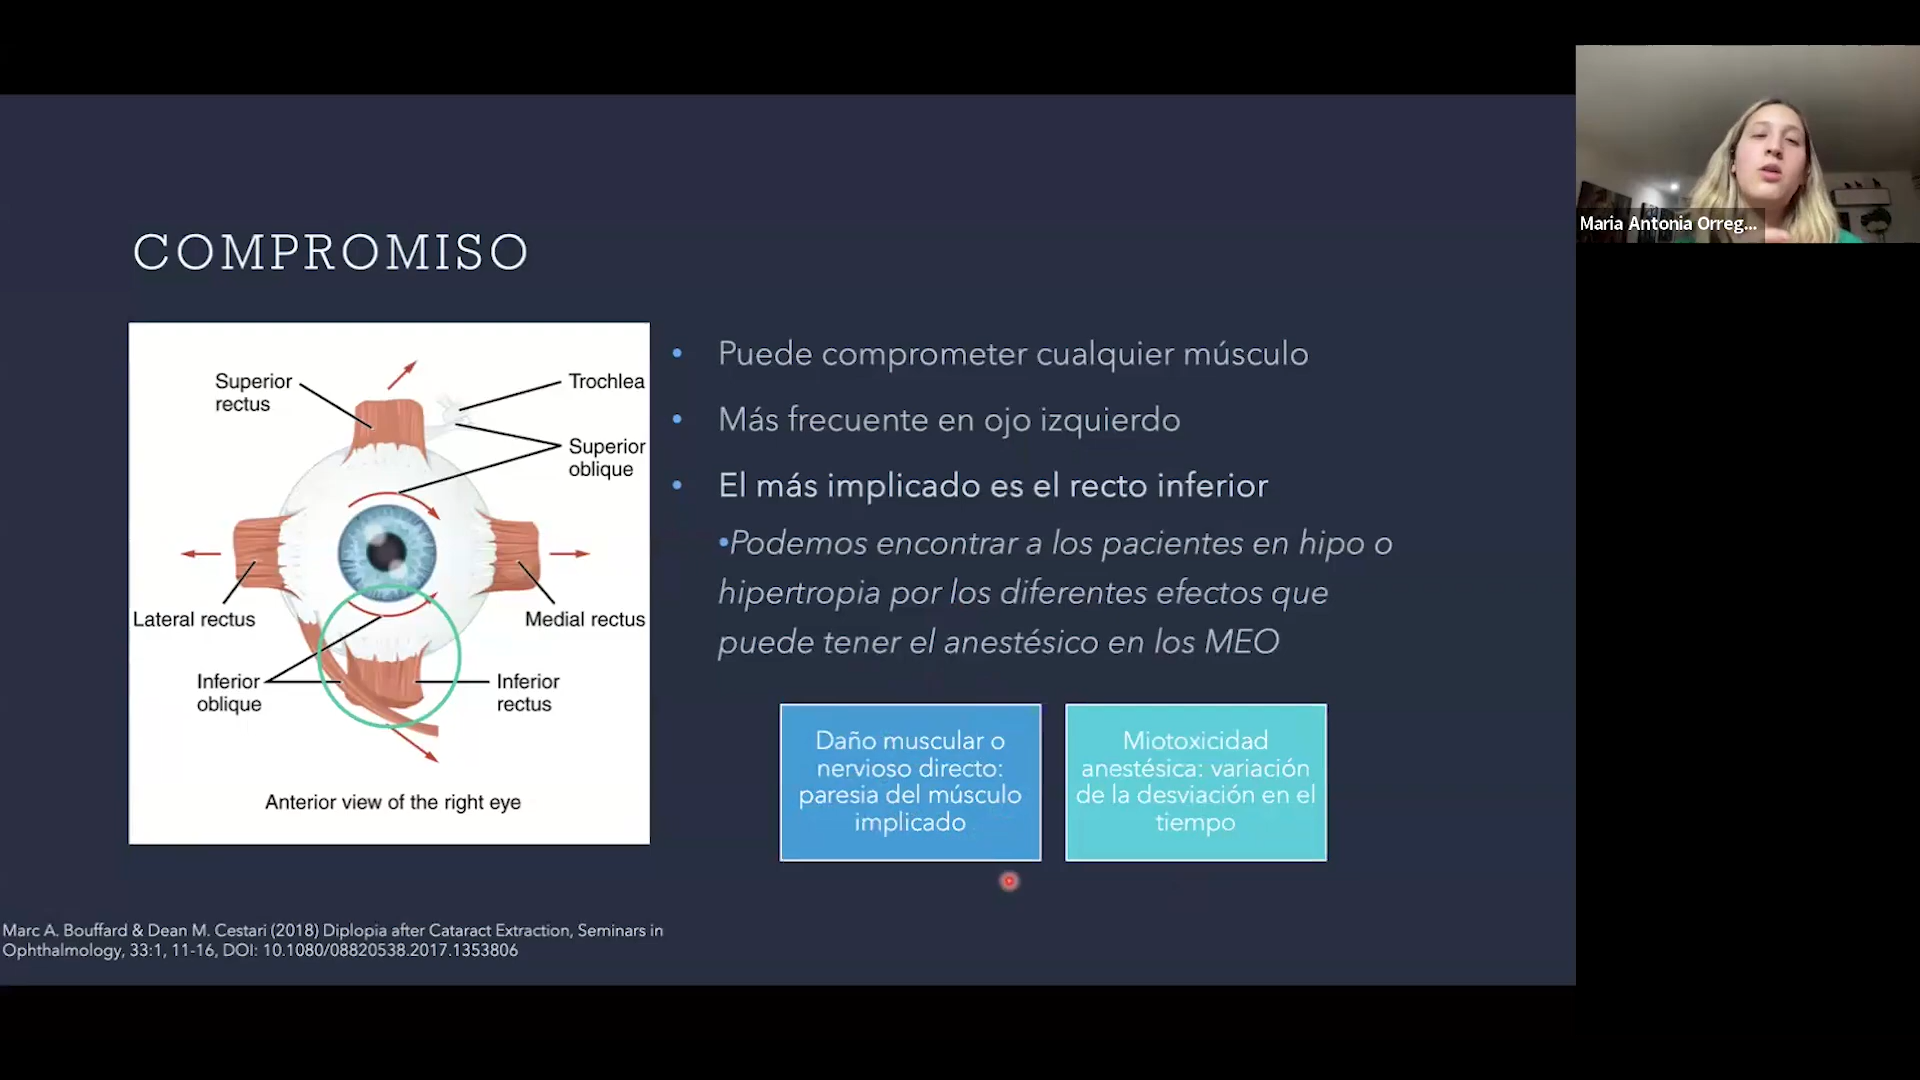 COMPROMISO
Superior
rectus
Trochlea
Superior
oblique
Lateral rectus
Medial rectus
Inferior
oblique
Inferior
rectus
Anterior view of the right eye
• Puede comprometer cualquier músculo
• Más frecuente en ojo izquierdo
• El más implicado es el recto inferior
•Podemos encontrar a los pacientes en hipo o
hipertropia por los diferentes efectos que
puede tener el anestésico en los MEO
Daño muscular o
nervioso directo:
paresia del músculo
implicado
Miotoxicidad
anestésica: variación
de la desviación en el
tiempo
Marc A. Bouffard & Dean M. Cestari (2018) Diplopia after Cataract Extraction, Seminars in
Ophthalmology, 33:1, 11-16, DOI: 10.1080/08820538.2017.1353806
Maria Antonia Orreg...